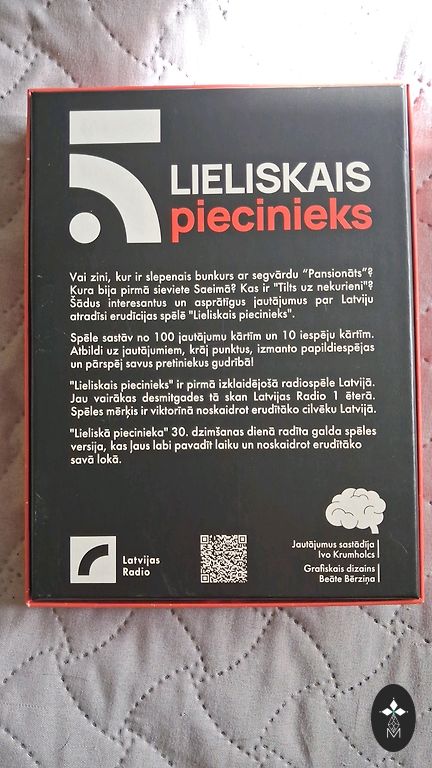 LIELISKAIS
piecinieks
Vai zini, kur ir slepenais bunkurs ar segvārdu "Pansionāts"?
Kura bija pirmā sieviete Saeimā? Kas ir "Tilts uz nekurieni"?
Šādus interesantus un asprātīgus jautājumus par Latviju
atradīsi erudīcijas spēlē "Lieliskais piecinieks".
Spēle sastāv no 100 jautājumu kārtīm un 10 iespēju kārtīm.
Atbildi uz jautājumiem, krāj punktus, izmanto papildiespējas
un pārspēj savus pretiniekus gudrībā!
"Lieliskais piecinieks" ir pirmā izklaidējošā radiospēle Latvijā.
Jau vairākas desmitgades tā skan Latvijas Radio 1 ēterā.
Spēles mērķis ir viktorīnā noskaidrot erudītāko cilvēku Latvijā.
"Lieliskā piecinieka" 30. dzimšanas dienā radīta galda spēles
versija, kas ļaus labi pavadīt laiku un noskaidrot erudītāko
savā lokā.
Latvijas
Radio
Jautājumus sastādīja
Ivo Krumholcs
Grafiskais dizains
Beāte Bērziņa
M